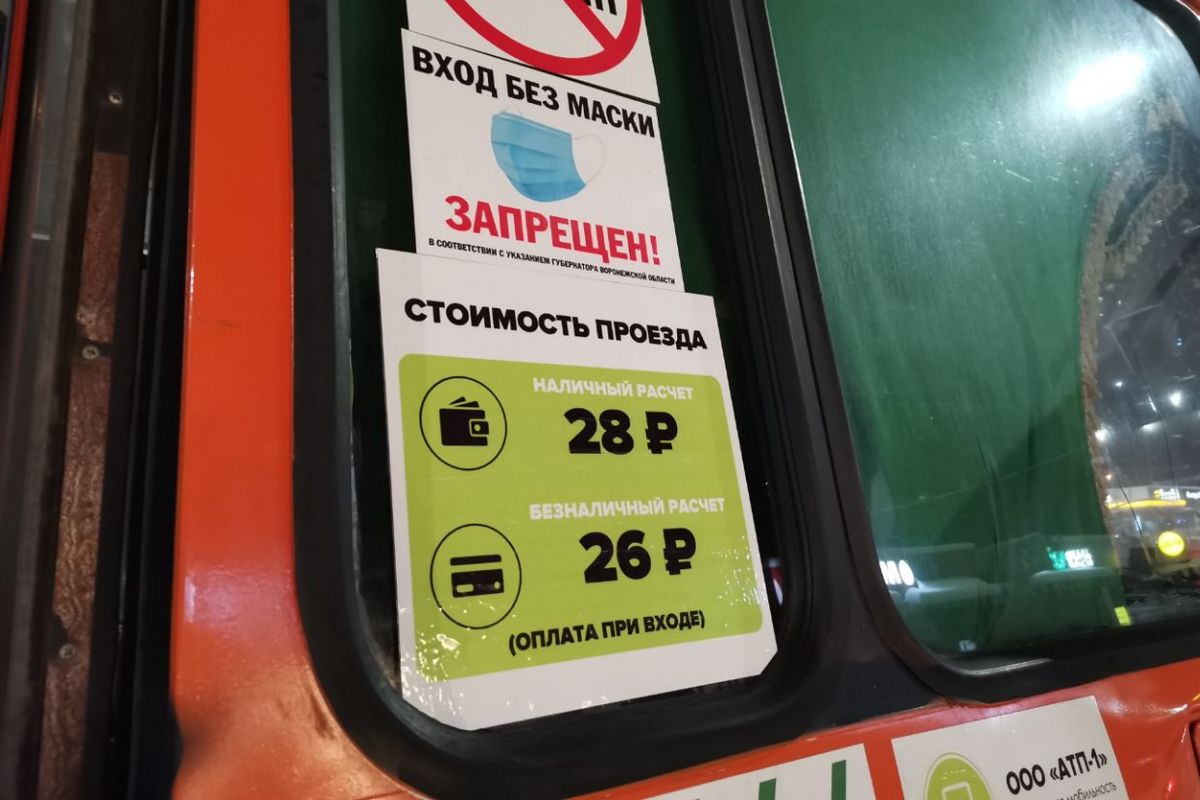 ВХОД БЕЗ МАСКИ
ЗАПРЕЩЕН!
В СООТВЕТСТВИИ С УКАЗАНИЕМ ГУБЕРНАТОРА ВОРОНЕЖСКОЙ ОБЛАСТИ
СТОИМОСТЬ ПРОЕЗДА
НАЛИЧНЫЙ РАСЧЕТ
28 ₽
БЕЗНАЛИЧНЫЙ РАСЧЕТ
26 ₽
(ОПЛАТА ПРИ ВХОДЕ)
ООО «АТП-1»
мобильность